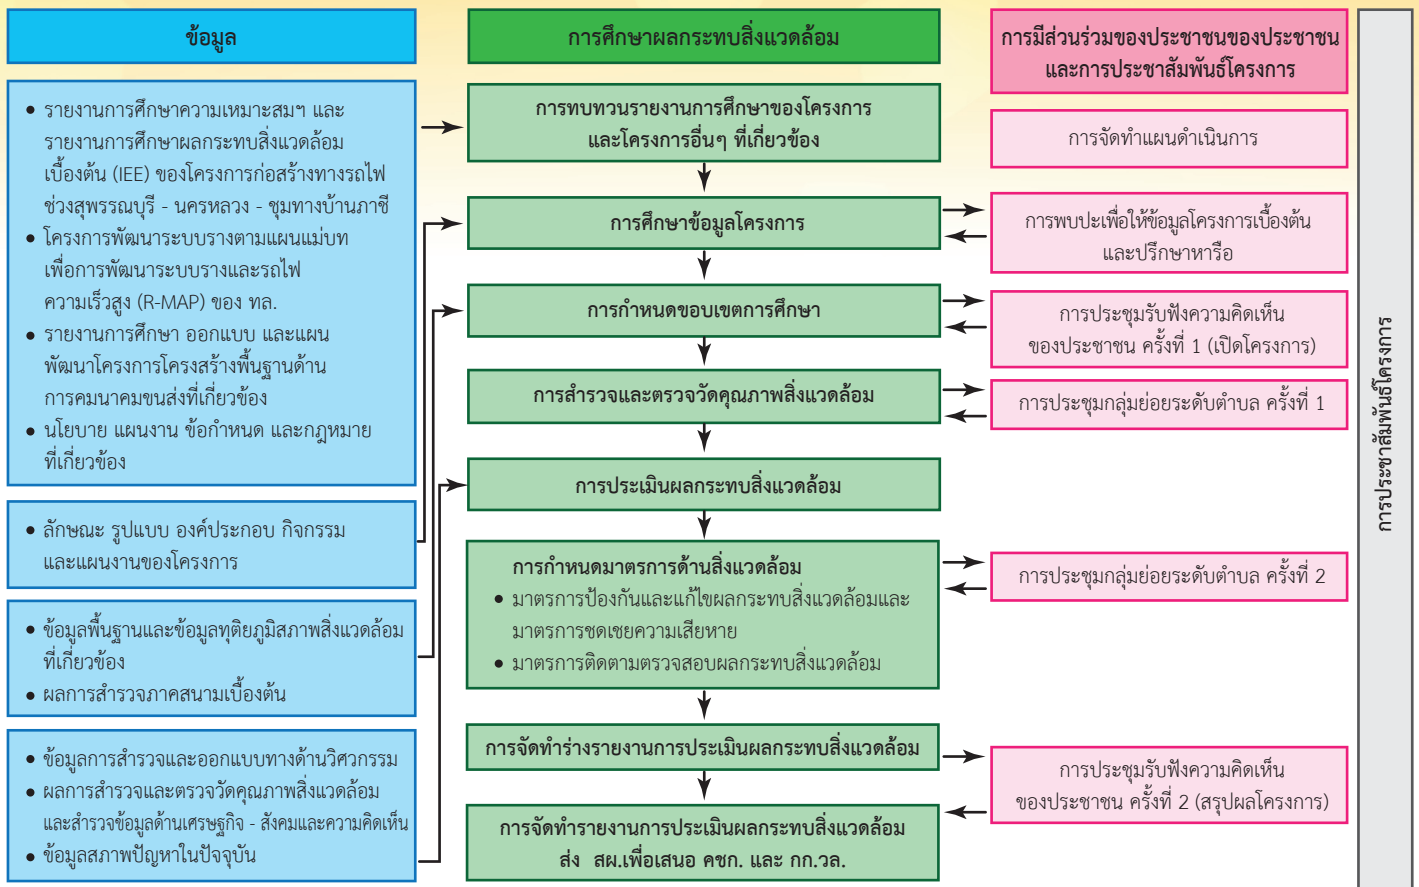 ข้อมูล
• รายงานการศึกษาความเหมาะสมฯ และ
รายงานการศึกษาผลกระทบสิ่งแวดล้อม
เบื้องต้น (IEE) ของโครงการก่อสร้างทางรถไฟ
ช่วงสุพรรณบุรี - นครหลวง - ชุมทางบ้านภาชี
• โครงการพัฒนาระบบรางตามแผนแม่บท
เพื่อการพัฒนาระบบรางและรถไฟ
ความเร็วสูง (R-MAP) ของ ทล.
• รายงานการศึกษา ออกแบบ และแผน
พัฒนาโครงการโครงสร้างพื้นฐานด้าน
การคมนาคมขนส่งที่เกี่ยวข้อง
• นโยบาย แผนงาน ข้อกำหนด และกฎหมาย
ที่เกี่ยวข้อง
• ลักษณะ รูปแบบ องค์ประกอบ กิจกรรม
และแผนงานของโครงการ
• ข้อมูลพื้นฐานและข้อมูลทุติยภูมิสภาพสิ่งแวดล้อม
ที่เกี่ยวข้อง
• ผลการสำรวจภาคสนามเบื้องต้น
• ข้อมูลการสำรวจและออกแบบทางด้านวิศวกรรม
• ผลการสำรวจและตรวจวัดคุณภาพสิ่งแวดล้อม
และสำรวจข้อมูลด้านเศรษฐกิจ - สังคมและความคิดเห็น
• ข้อมูลสภาพปัญหาในปัจจุบัน
การศึกษาผลกระทบสิ่งแวดล้อม
การทบทวนรายงานการศึกษาของโครงการ
และโครงการอื่นๆ ที่เกี่ยวข้อง
การศึกษาข้อมูลโครงการ
การกำหนดขอบเขตการศึกษา
การสำรวจและตรวจวัดคุณภาพสิ่งแวดล้อม
การประเมินผลกระทบสิ่งแวดล้อม
การกำหนดมาตรการด้านสิ่งแวดล้อม
• มาตรการป้องกันและแก้ไขผลกระทบสิ่งแวดล้อมและ
มาตรการชดเชยความเสียหาย
• มาตรการติดตามตรวจสอบผลกระทบสิ่งแวดล้อม
การจัดทำร่างรายงานการประเมินผลกระทบสิ่งแวดล้อม
การจัดทำรายงานการประเมินผลกระทบสิ่งแวดล้อม
ส่ง สผ.เพื่อเสนอ คชก. และ กก.วล.
การมีส่วนร่วมของประชาชนของประชาชน
และการประชาสัมพันธ์โครงการ
การจัดทำแผนดำเนินการ
การพบปะเพื่อให้ข้อมูลโครงการเบื้องต้น
และปรึกษาหารือ
การประชุมรับฟังความคิดเห็น
ของประชาชน ครั้งที่ 1 (เปิดโครงการ)
การประชุมกลุ่มย่อยระดับตำบล ครั้งที่ 1
การประชุมกลุ่มย่อยระดับตำบล ครั้งที่ 2
การประชุมรับฟังความคิดเห็น
ของประชาชน ครั้งที่ 2 (สรุปผลโครงการ)
การประชาสัมพันธ์โครงการ